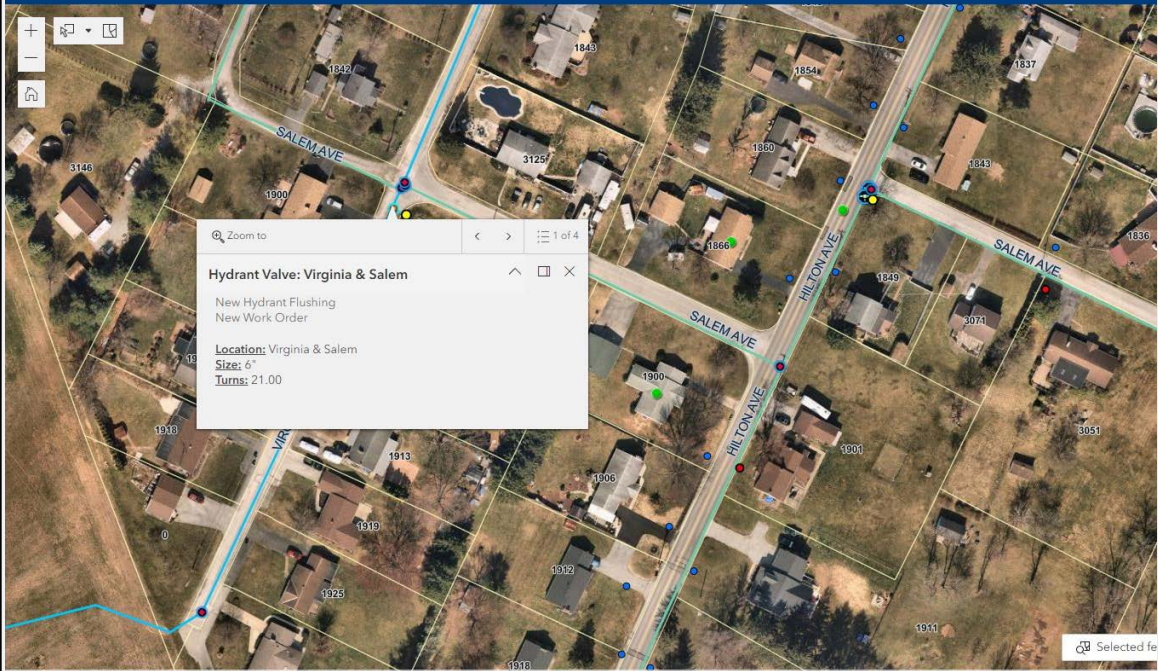 1842
1843
1854
1837
SALEM AVE
3146
3125
1860
1843
1900
1866
1836
SALEM AVE
HILTON AVE
1849
Zoom to
1 of 4
Hydrant Valve: Virginia & Salem
New Hydrant Flushing
New Work Order
Location: Virginia & Salem
Size: 6"
Turns: 21.00
SALEM AVE
3071
1900
HILTON AVE
1918
1913
1901
3051
1906
1919
0
1912
1925
1911
1918
Selected fe